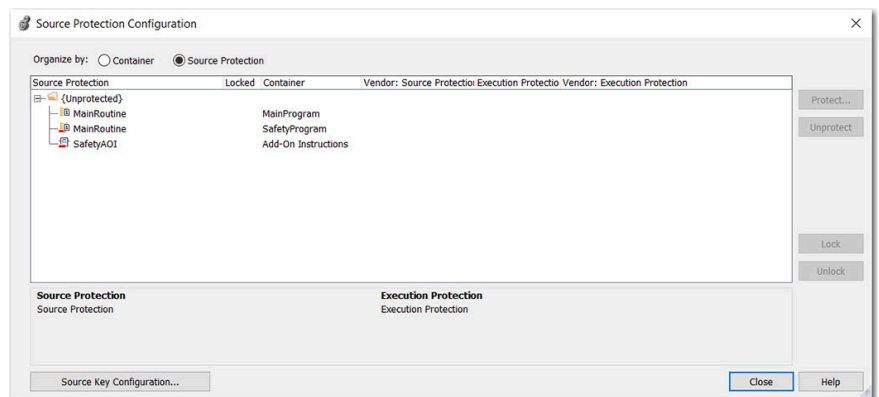 Source Protection Configuration
Organize by: Container Source Protection
Source Protection Locked Container Vendor: Source Protectio Execution Protectio Vendor: Execution Protection
{Unprotected}
MainRoutine MainProgram
MainRoutine SafetyProgram
SafetyAOI Add-On Instructions
Protect...
Unprotect
Lock
Unlock
Source Protection Execution Protection
Source Protection Execution Protection
Source Key Configuration... Close Help